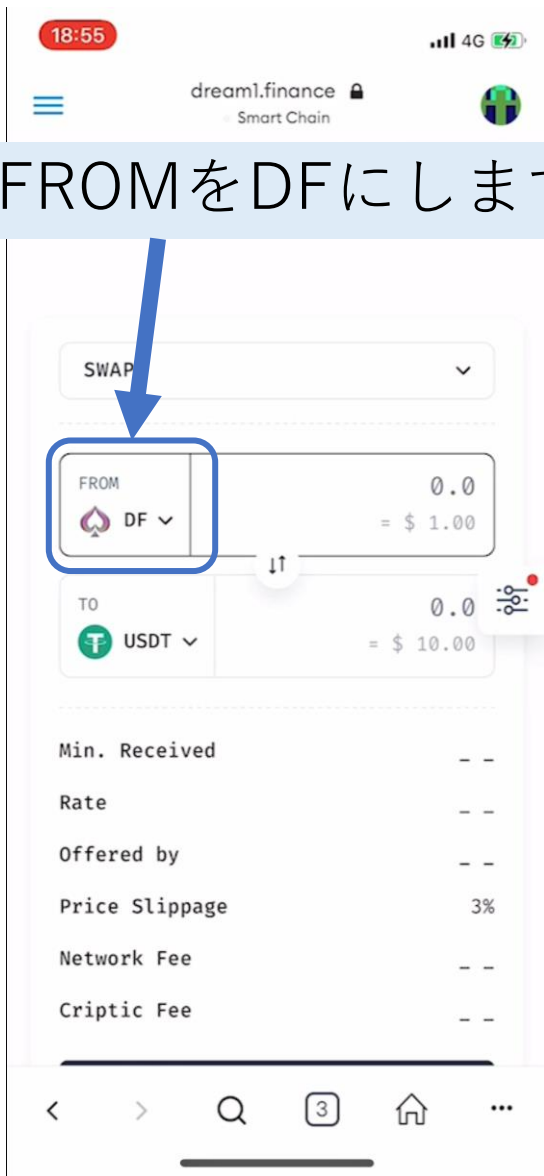 18:55
4G
dream1.finance
Smart Chain
FROMをDFにしま
SWAP
FROM
0.0
DF
= $ 1.00
TO
0.0
USDT
= $ 10.00
Min. Received
_ _
Rate
_ _
Offered by
_ _
Price Slippage
3%
Network Fee
_ _
Criptic Fee
_ _
3